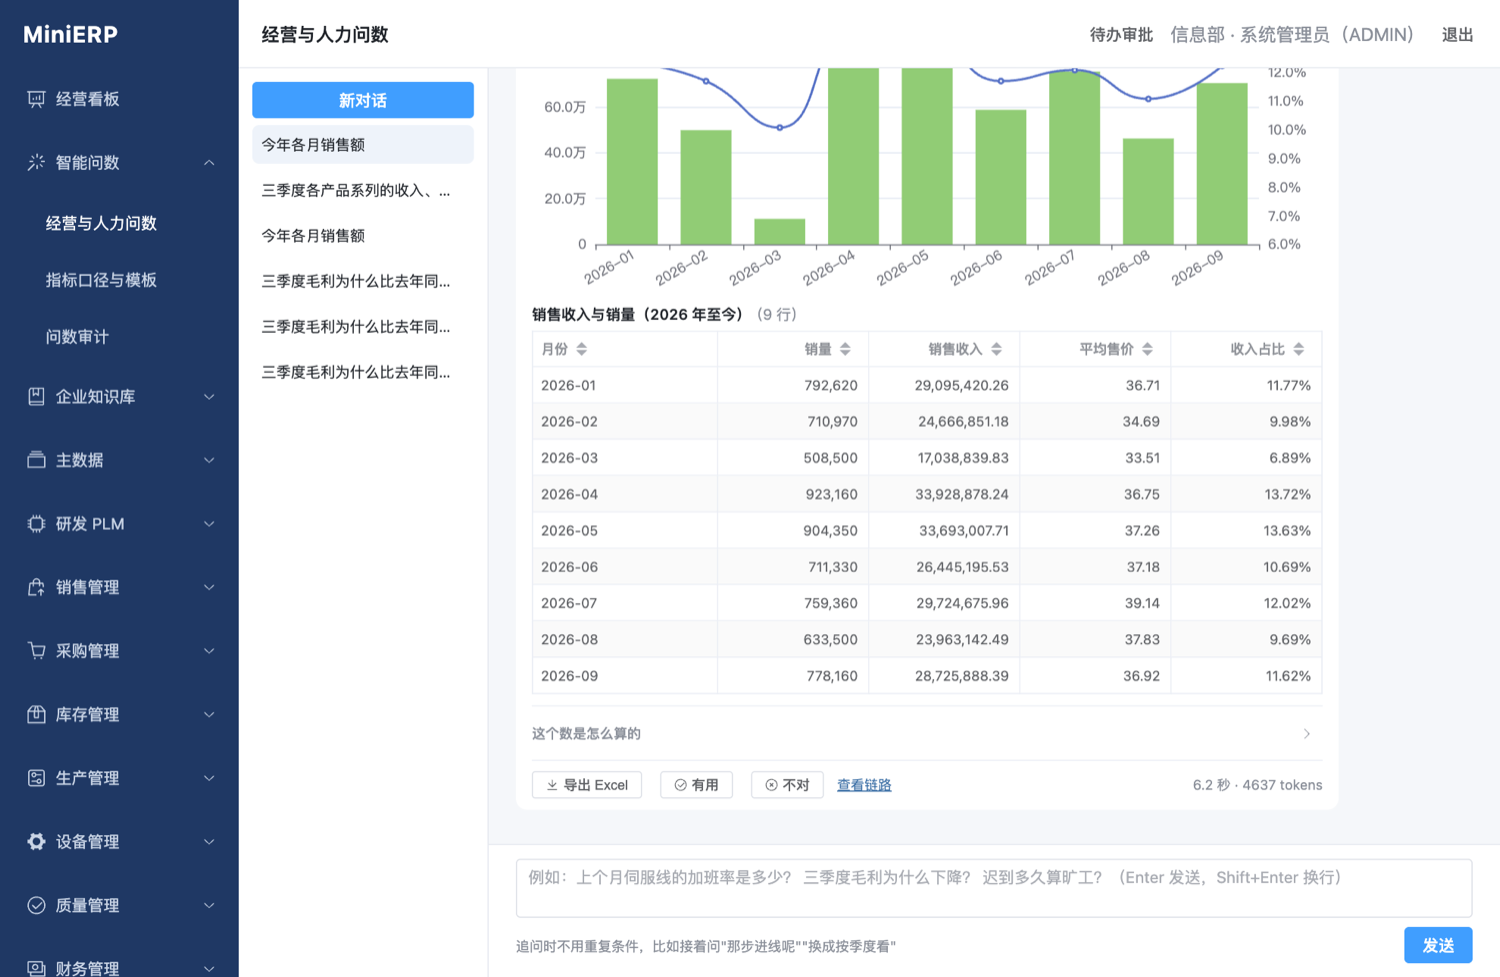 MiniERP
经营看板
智能问数
经营与人力问数
指标口径与模板
问数审计
企业知识库
主数据
研发 PLM
销售管理
采购管理
库存管理
生产管理
设备管理
质量管理
财务管理
经营与人力问数
待办审批 信息部 · 系统管理员（ADMIN） 退出
新对话
今年各月销售额
三季度各产品系列的收入、...
今年各月销售额
三季度毛利为什么比去年同...
三季度毛利为什么比去年同...
三季度毛利为什么比去年同...
12.0%
60.0万 11.0%
10.0%
40.0万 9.0%
8.0%
20.0万 7.0%
0 6.0%
2026-01 2026-02 2026-03 2026-04 2026-05 2026-06 2026-07 2026-08 2026-09
销售收入与销量（2026 年至今）（9 行）
月份 销量 销售收入 平均售价 收入占比
2026-01 792,620 29,095,420.26 36.71 11.77%
2026-02 710,970 24,666,851.18 34.69 9.98%
2026-03 508,500 17,038,839.83 33.51 6.89%
2026-04 923,160 33,928,878.24 36.75 13.72%
2026-05 904,350 33,693,007.71 37.26 13.63%
2026-06 711,330 26,445,195.53 37.18 10.69%
2026-07 759,360 29,724,675.96 39.14 12.02%
2026-08 633,500 23,963,142.49 37.83 9.69%
2026-09 778,160 28,725,888.39 36.92 11.62%
这个数是怎么算的
导出 Excel 有用 不对 查看链路 6.2 秒 · 4637 tokens
例如：上个月伺服线的加班率是多少？ 三季度毛利为什么下降？ 迟到多久算旷工？（Enter 发送，Shift+Enter 换行）
追问时不用重复条件，比如接着问"那步进线呢""换成按季度看"
发送